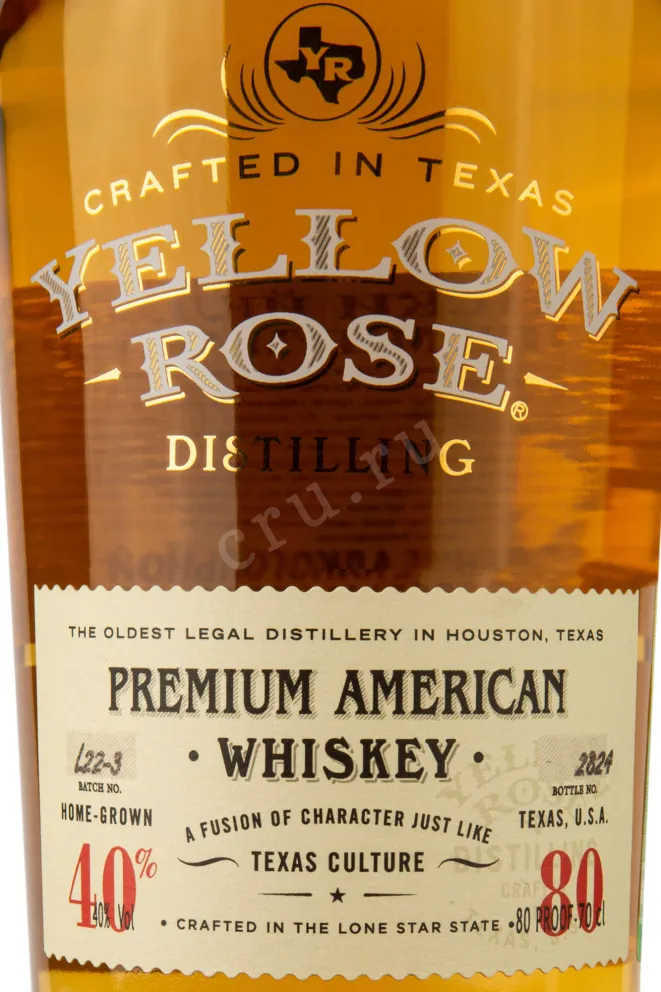 YR
CRAFTED IN TEXAS
YELLOW
ROSE®
DISTILLING
cru.ru
THE OLDEST LEGAL DISTILLERY IN HOUSTON, TEXAS
PREMIUM AMERICAN
• WHISKEY •
L22-3
BATCH NO.
HOME-GROWN
2824
BOTTLE NO.
TEXAS, U.S.A.
A FUSION OF CHARACTER JUST LIKE
TEXAS CULTURE
40%
40% Vol
80
80 PROOF-70 cl
• CRAFTED IN THE LONE STAR STATE •